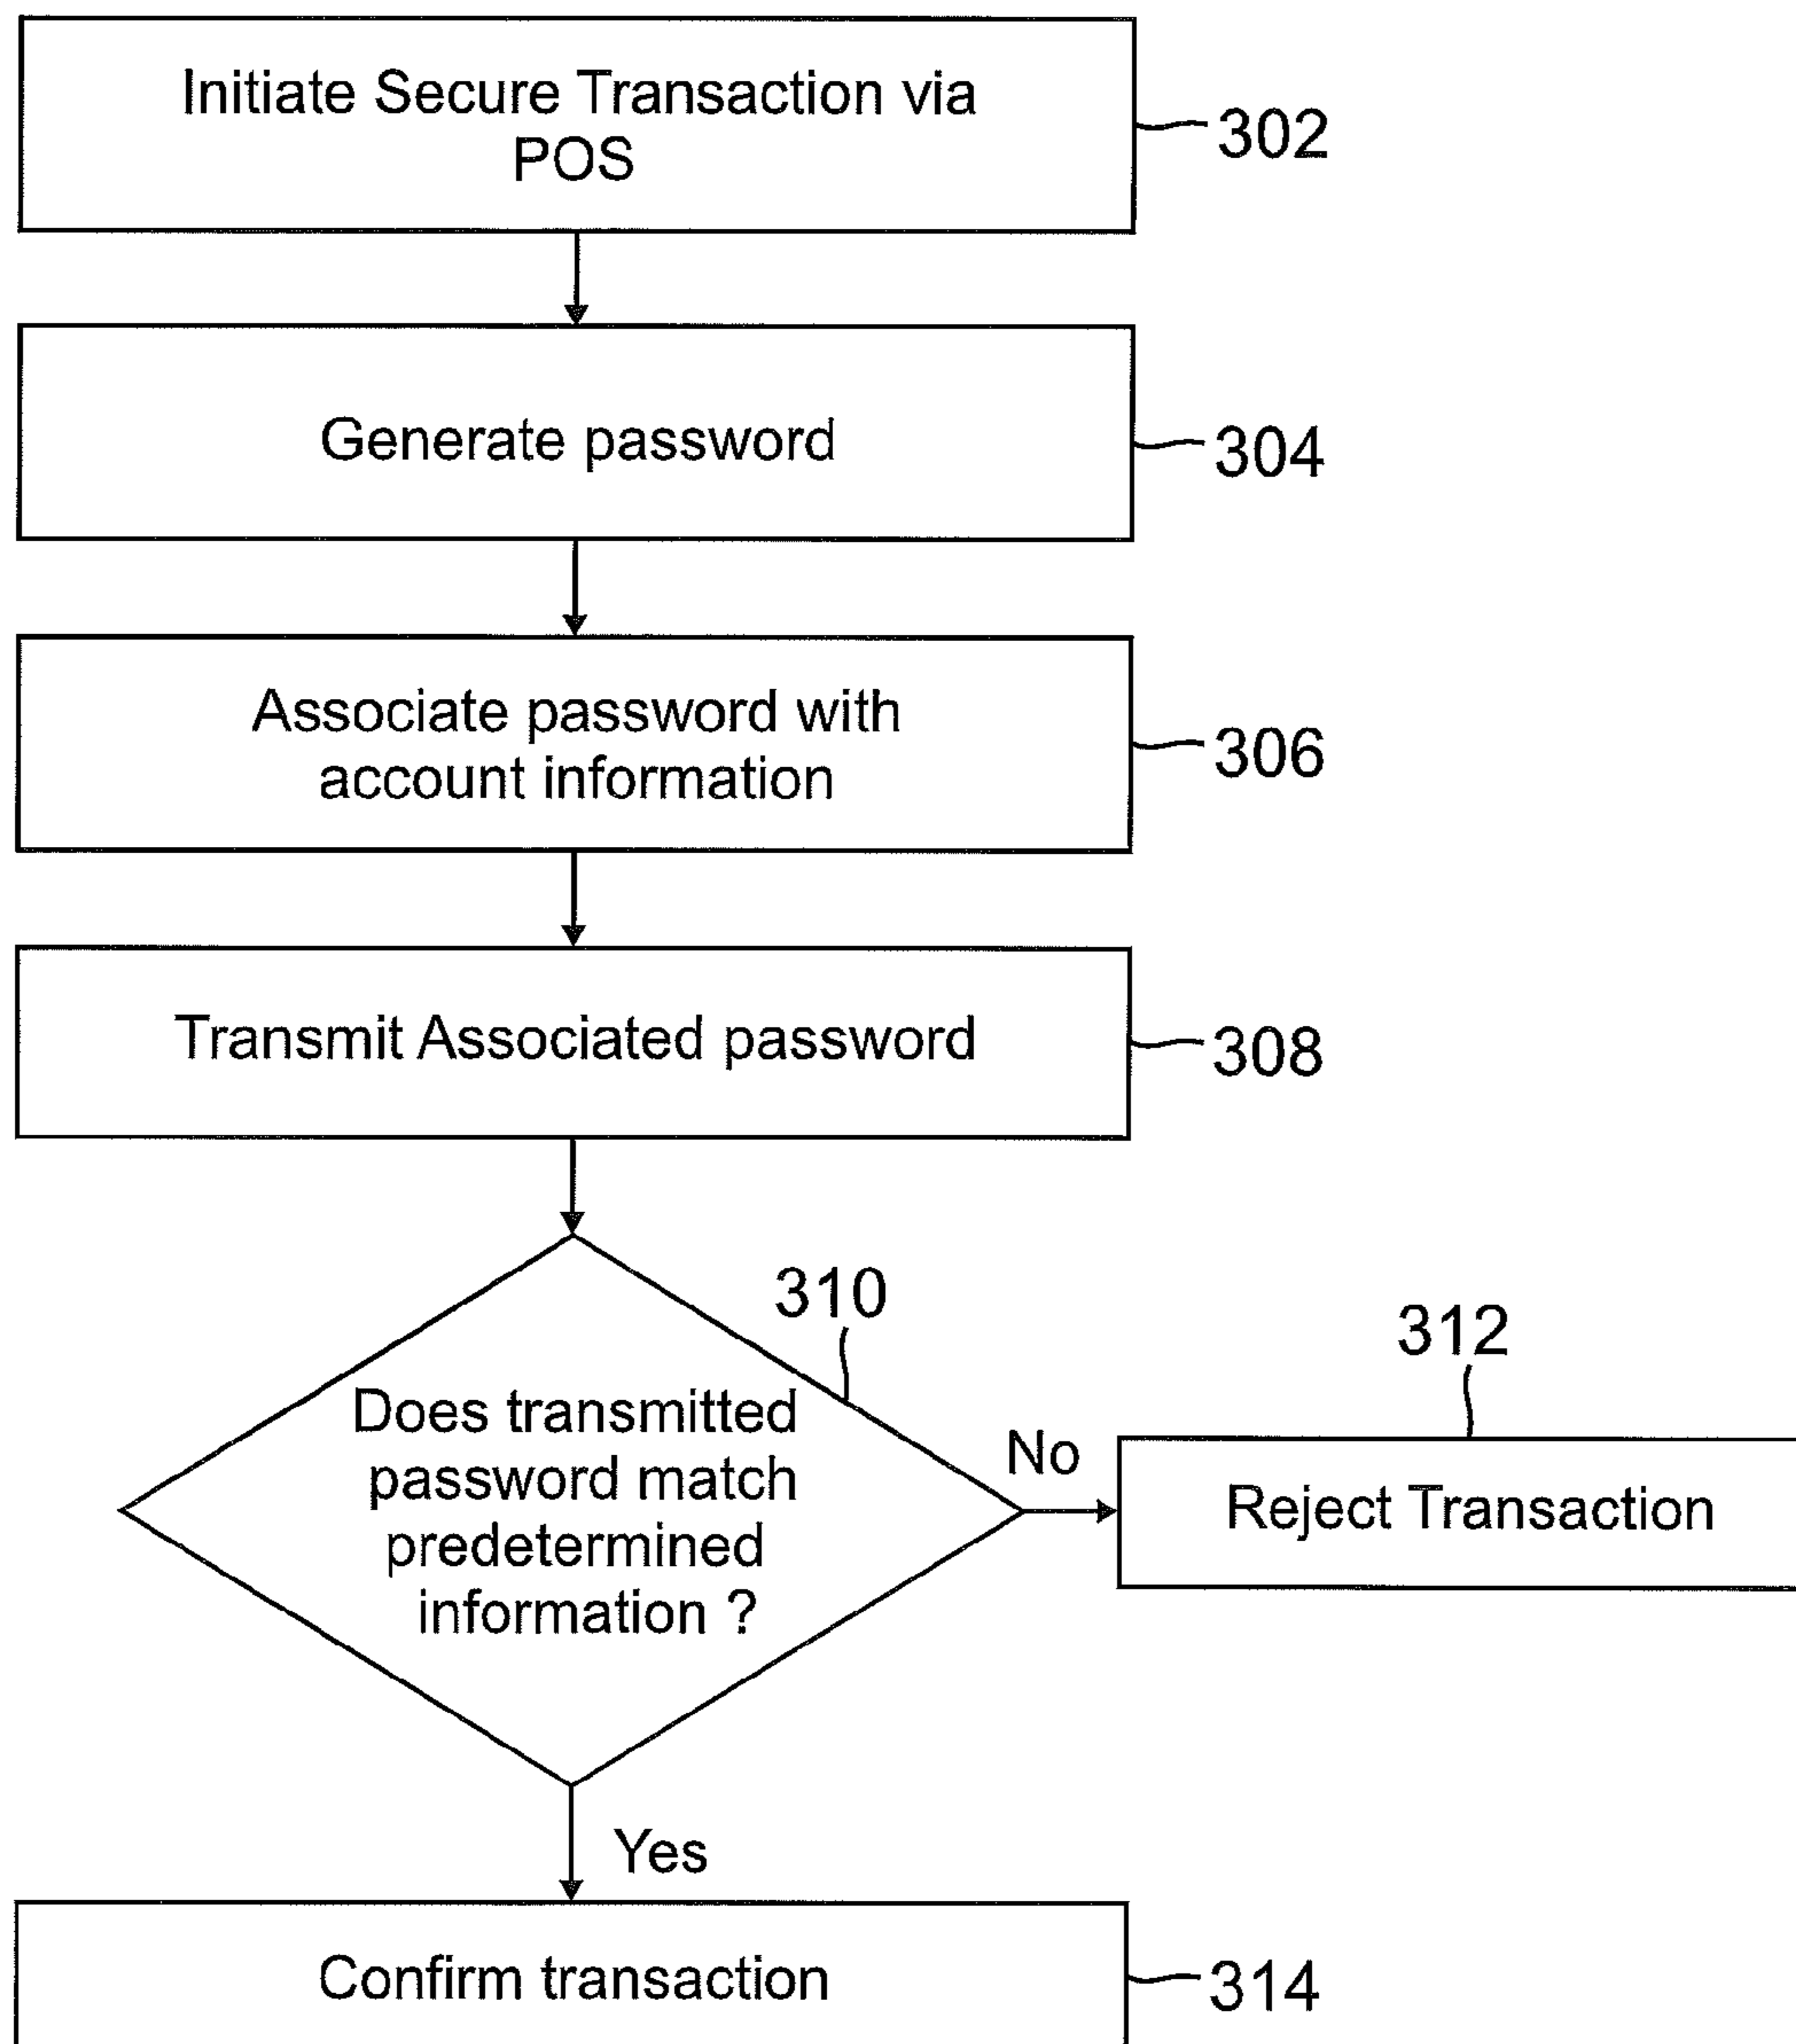 Initiate Secure Transaction via
POS
302
Generate password
304
Associate password with
account information
306
Transmit Associated password
308
310
Does transmitted
password match
predetermined
information ?
No
312
Reject Transaction
Yes
Confirm transaction
314